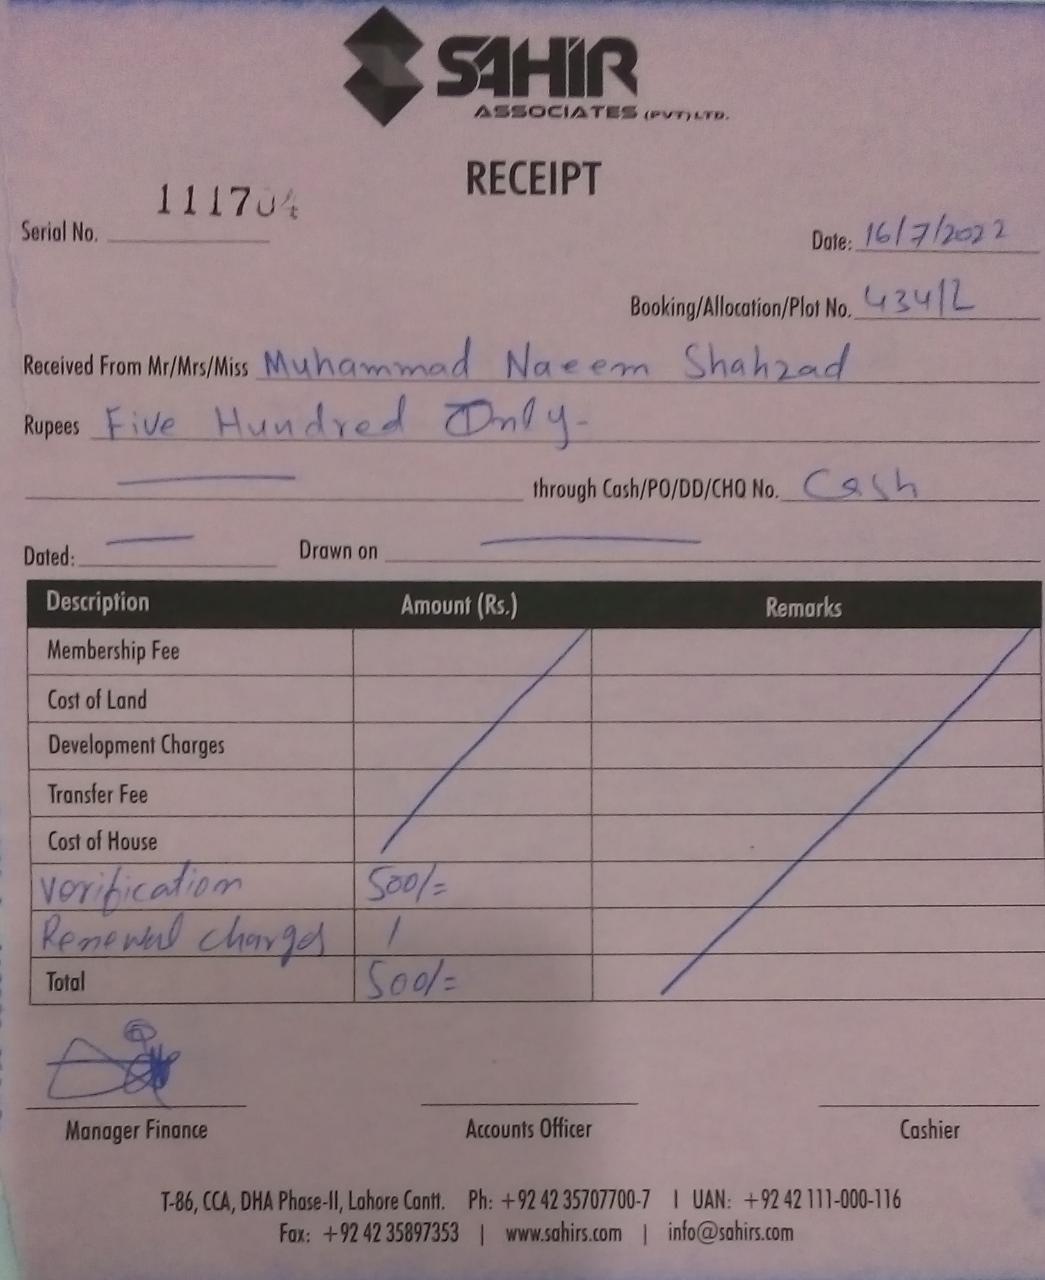 SAHIR
ASSOCIATES (PVT) LTD.
RECEIPT
Serial No. 111704
Date: 16/7/2022
Booking/Allocation/Plot No. 434/L
Received From Mr/Mrs/Miss Muhammad Naeem Shahzad
Rupees Five Hundred Only-
through Cash/PO/DD/CHQ No. Cash
Dated: Drawn on
Description Amount (Rs.) Remarks
Membership Fee
Cost of Land
Development Charges
Transfer Fee
Cost of House
Verification 500/=
Renewal charges /
Total 500/=
Manager Finance Accounts Officer Cashier
T-86, CCA, DHA Phase-II, Lahore Cantt. Ph: +92 42 35707700-7 | UAN: +92 42 111-000-116
Fax: +92 42 35897353 | www.sahirs.com | info@sahirs.com